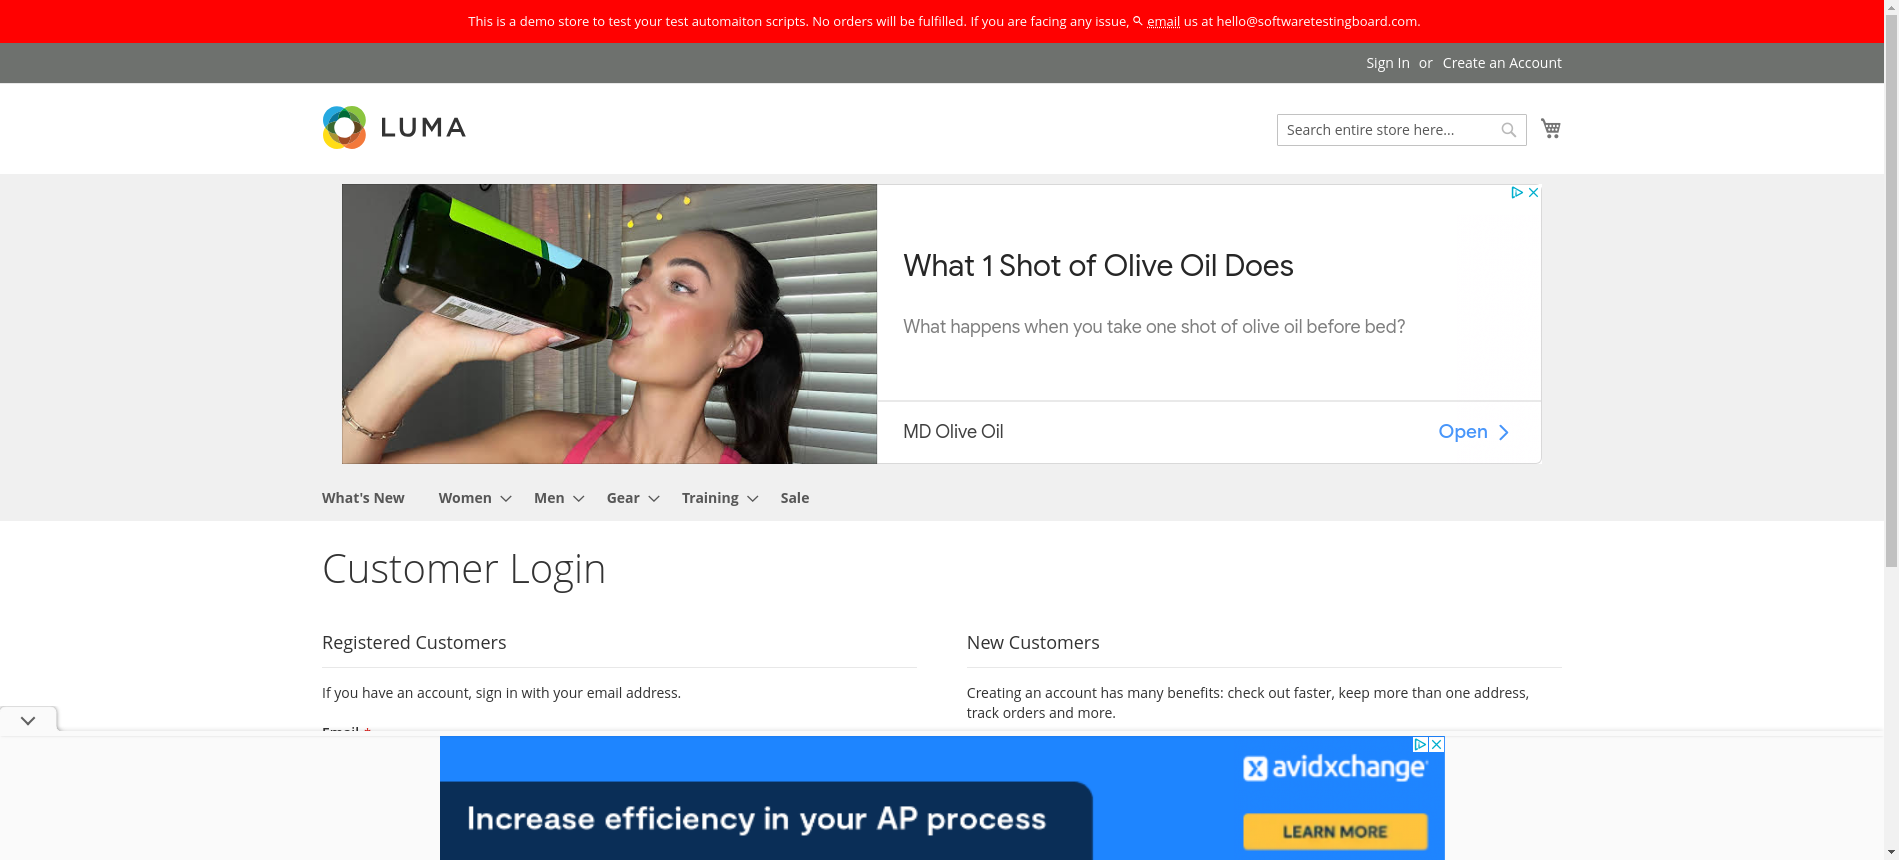 This is a demo store to test your test automaiton scripts. No orders will be fulfilled. If you are facing any issue, email us at hello@softwaretestingboard.com.
Sign In or Create an Account
LUMA
Search entire store here...
What 1 Shot of Olive Oil Does
What happens when you take one shot of olive oil before bed?
MD Olive Oil
Open
What's New Women Men Gear Training Sale
Customer Login
Registered Customers
If you have an account, sign in with your email address.
Email *
New Customers
Creating an account has many benefits: check out faster, keep more than one address,
track orders and more.
avidxchange
Increase efficiency in your AP process
LEARN MORE